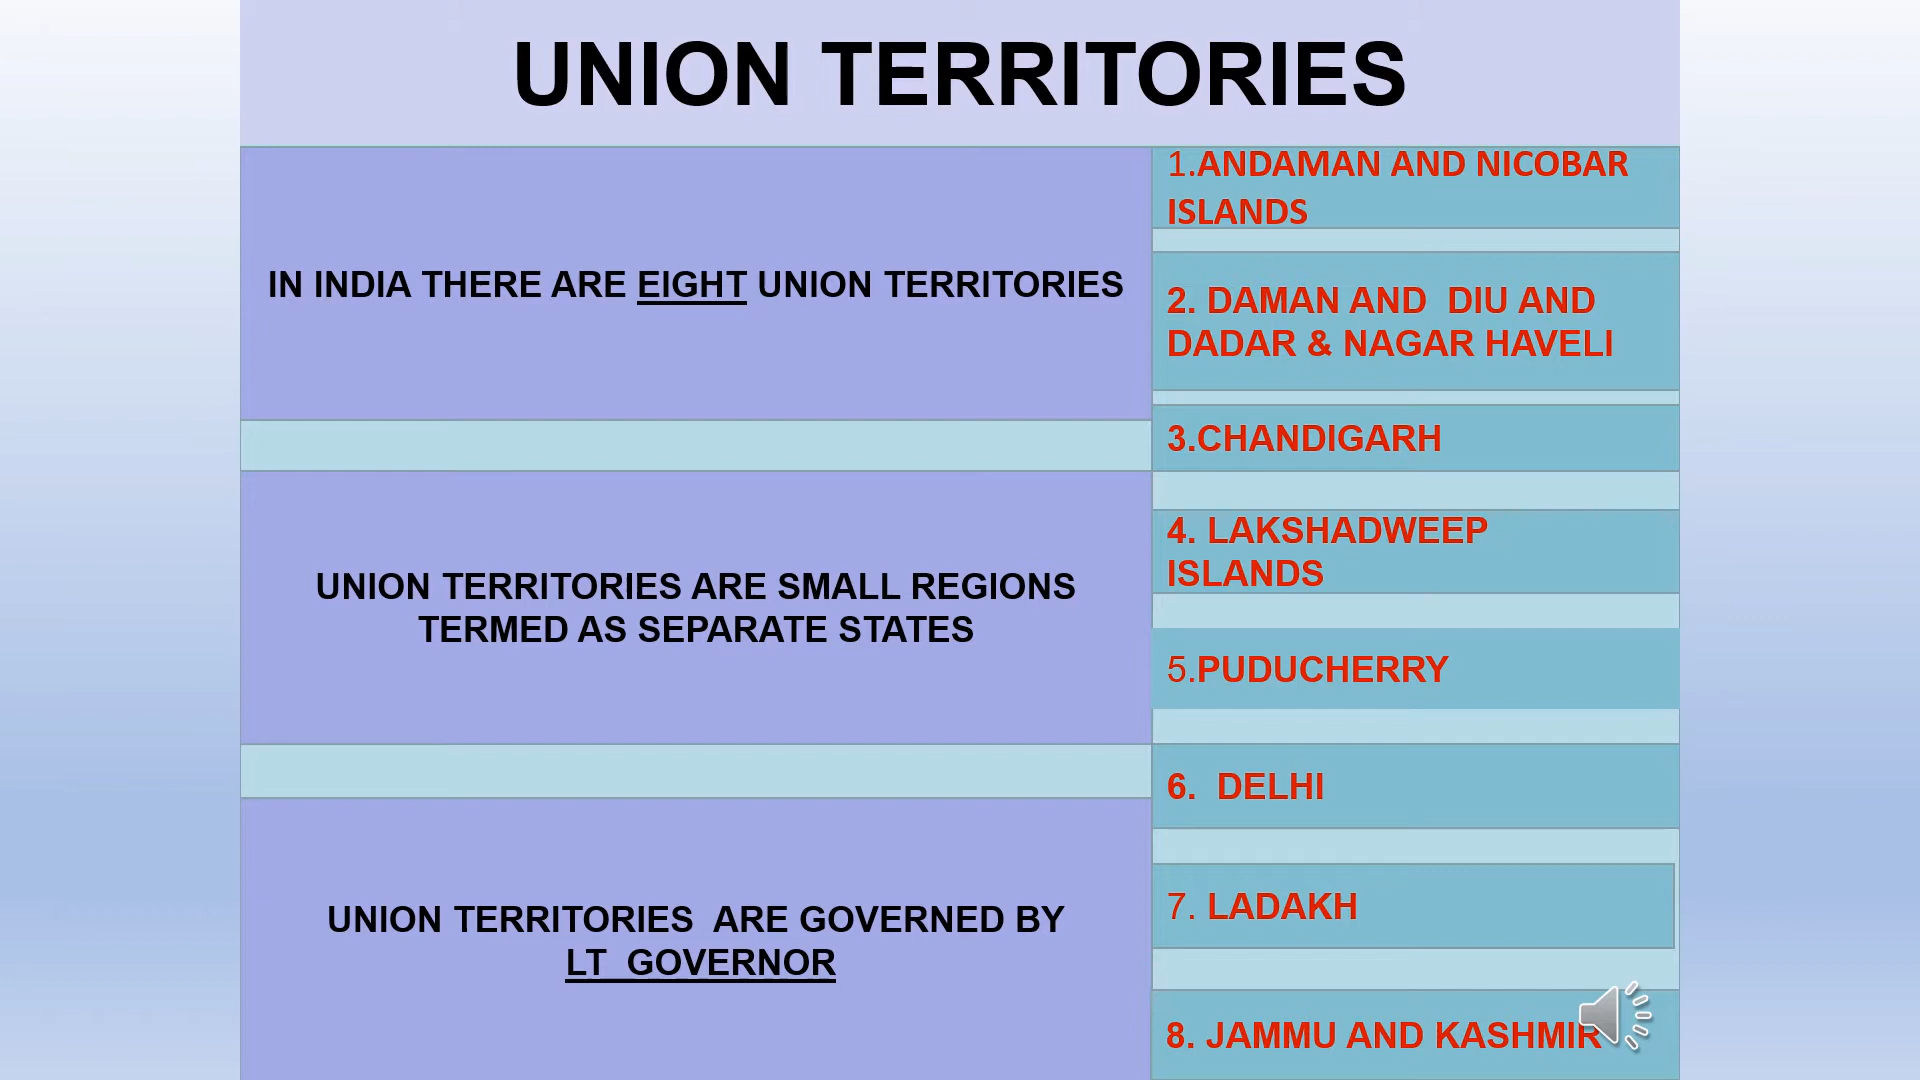 UNION TERRITORIES
IN INDIA THERE ARE EIGHT UNION TERRITORIES
UNION TERRITORIES ARE SMALL REGIONS
TERMED AS SEPARATE STATES
UNION TERRITORIES  ARE GOVERNED BY
LT  GOVERNOR
1.ANDAMAN AND NICOBAR
ISLANDS
2. DAMAN AND  DIU AND
DADAR & NAGAR HAVELI
3.CHANDIGARH
4. LAKSHADWEEP
ISLANDS
5.PUDUCHERRY
6.  DELHI
7. LADAKH
8. JAMMU AND KASHMIR